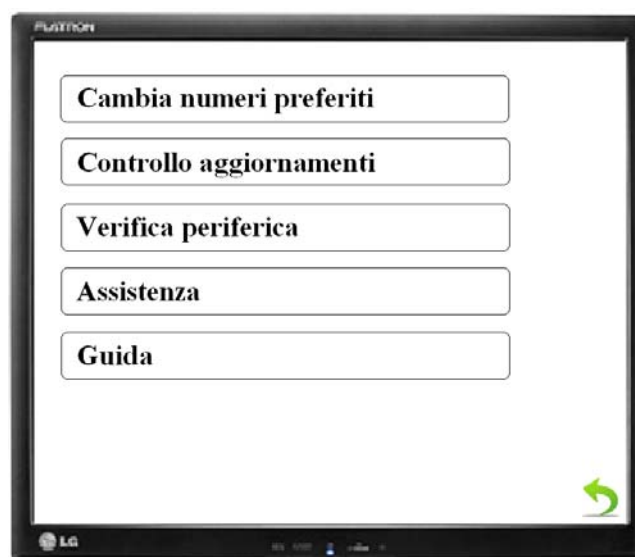 FLATRON
Cambia numeri preferiti
Controllo aggiornamenti
Verifica periferica
Assistenza
Guida
LG